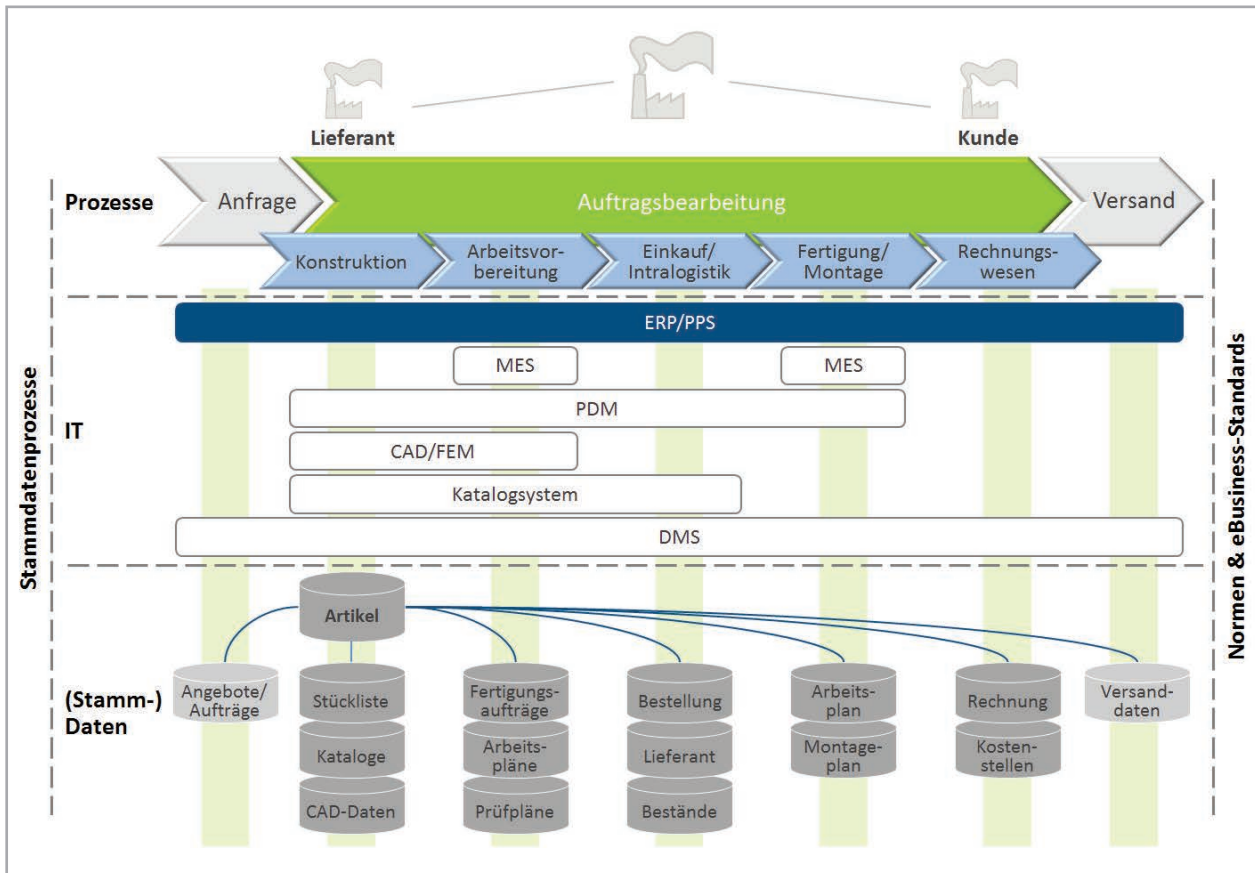 Lieferant
Kunde
Prozesse
Anfrage
Auftragsbearbeitung
Versand
Konstruktion
Arbeitsvor-
bereitung
Einkauf/
Intralogistik
Fertigung/
Montage
Rechnungs-
wesen
Stammdatenprozesse
Normen & eBusiness-Standards
IT
ERP/PPS
MES
MES
PDM
CAD/FEM
Katalogsystem
DMS
(Stamm-)
Daten
Artikel
Angebote/
Aufträge
Stückliste
Kataloge
CAD-Daten
Fertigungs-
aufträge
Arbeits-
pläne
Prüfpläne
Bestellung
Lieferant
Bestände
Arbeits-
plan
Montage-
plan
Rechnung
Kosten-
stellen
Versand-
daten